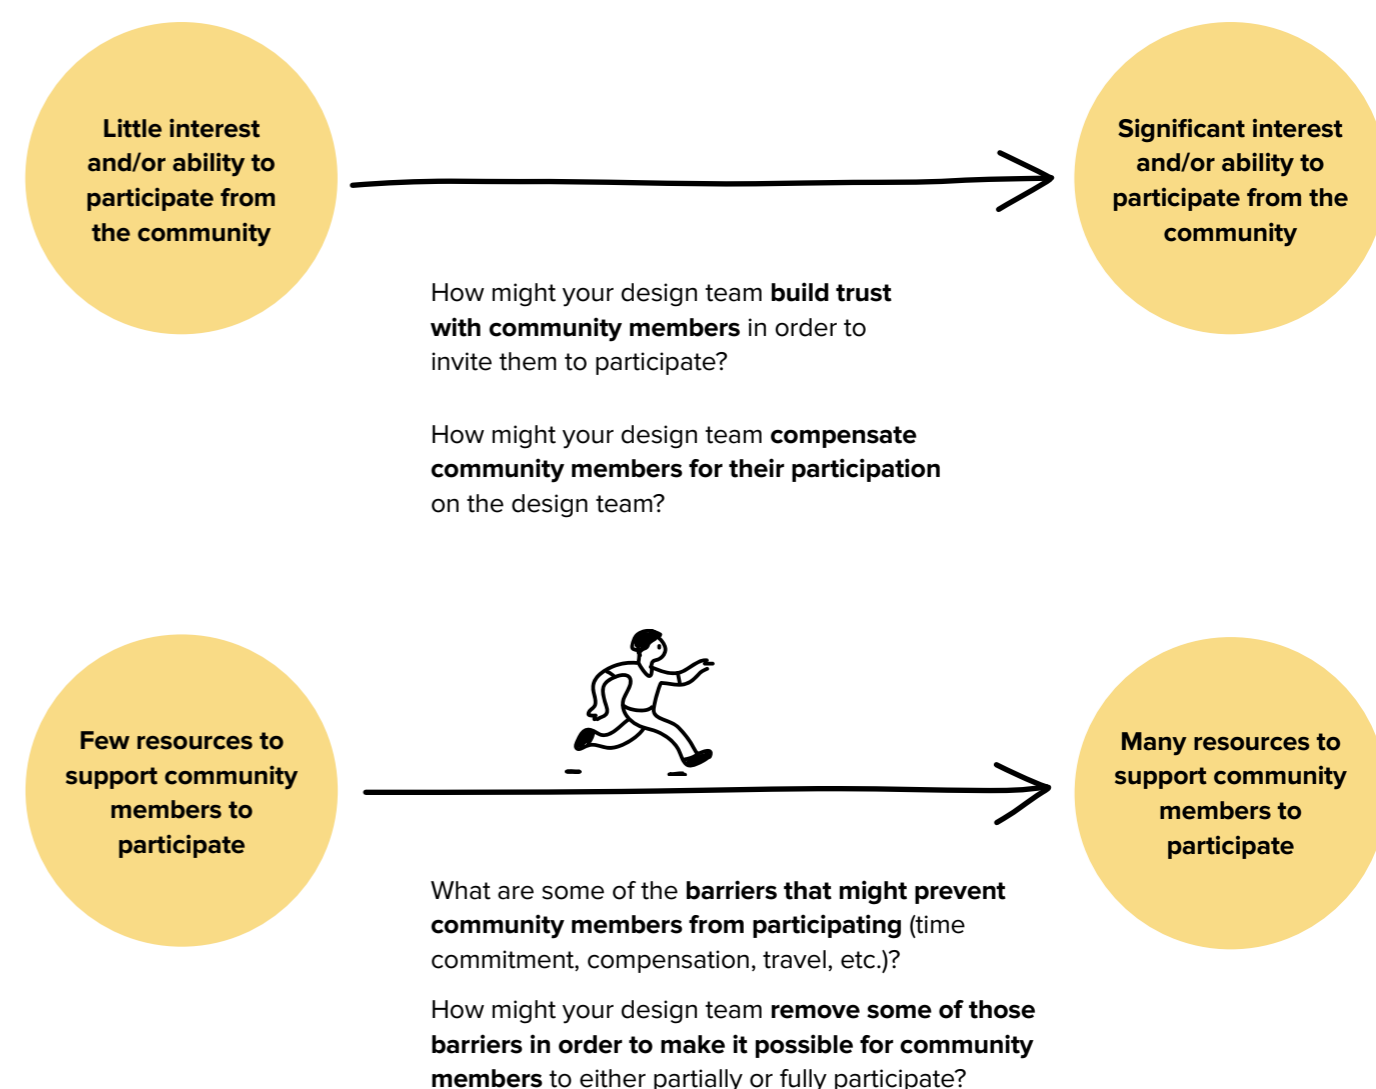 Little interest
and/or ability to
participate from
the community
Significant interest
and/or ability to
participate from the
community
How might your design team build trust
with community members in order to
invite them to participate?
How might your design team compensate
community members for their participation
on the design team?
Few resources to
support community
members to
participate
Many resources to
support community
members to
participate
What are some of the barriers that might prevent
community members from participating (time
commitment, compensation, travel, etc.)?
How might your design team remove some of those
barriers in order to make it possible for community
members to either partially or fully participate?